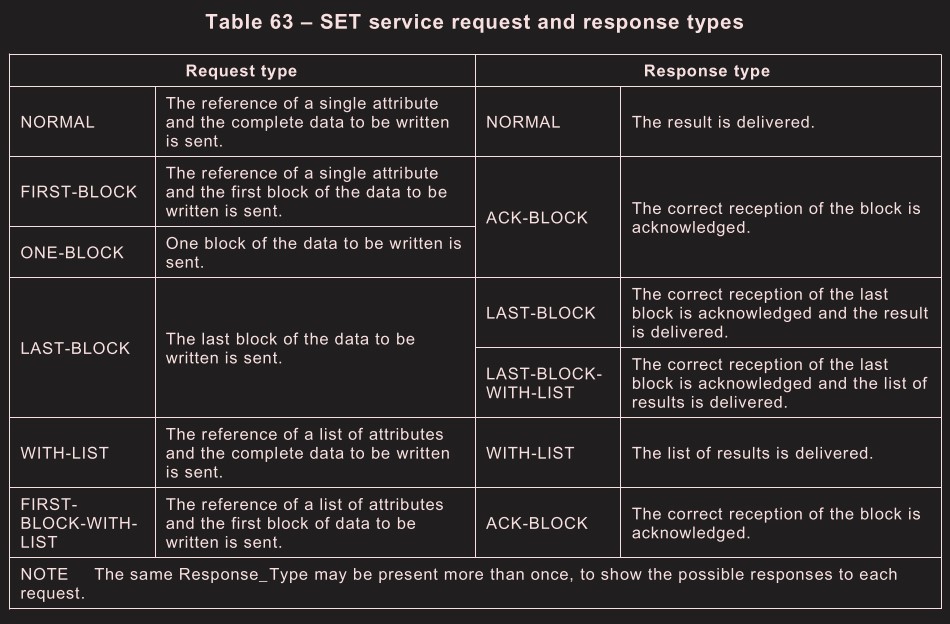 Table 63 – SET service request and response types
Request type
Response type
NORMAL
The reference of a single attribute
and the complete data to be written
is sent.
NORMAL
The result is delivered.
FIRST-BLOCK
The reference of a single attribute
and the first block of the data to be
written is sent.
ACK-BLOCK
The correct reception of the block is
acknowledged.
ONE-BLOCK
One block of the data to be written is
sent.
LAST-BLOCK
The last block of the data to be
written is sent.
LAST-BLOCK
The correct reception of the last
block is acknowledged and the result
is delivered.
LAST-BLOCK-
WITH-LIST
The correct reception of the last
block is acknowledged and the list of
results is delivered.
WITH-LIST
The reference of a list of attributes
and the complete data to be written
is sent.
WITH-LIST
The list of results is delivered.
FIRST-
BLOCK-WITH-
LIST
The reference of a list of attributes
and the first block of data to be
written is sent.
ACK-BLOCK
The correct reception of the block is
acknowledged.
NOTE The same Response_Type may be present more than once, to show the possible responses to each
request.